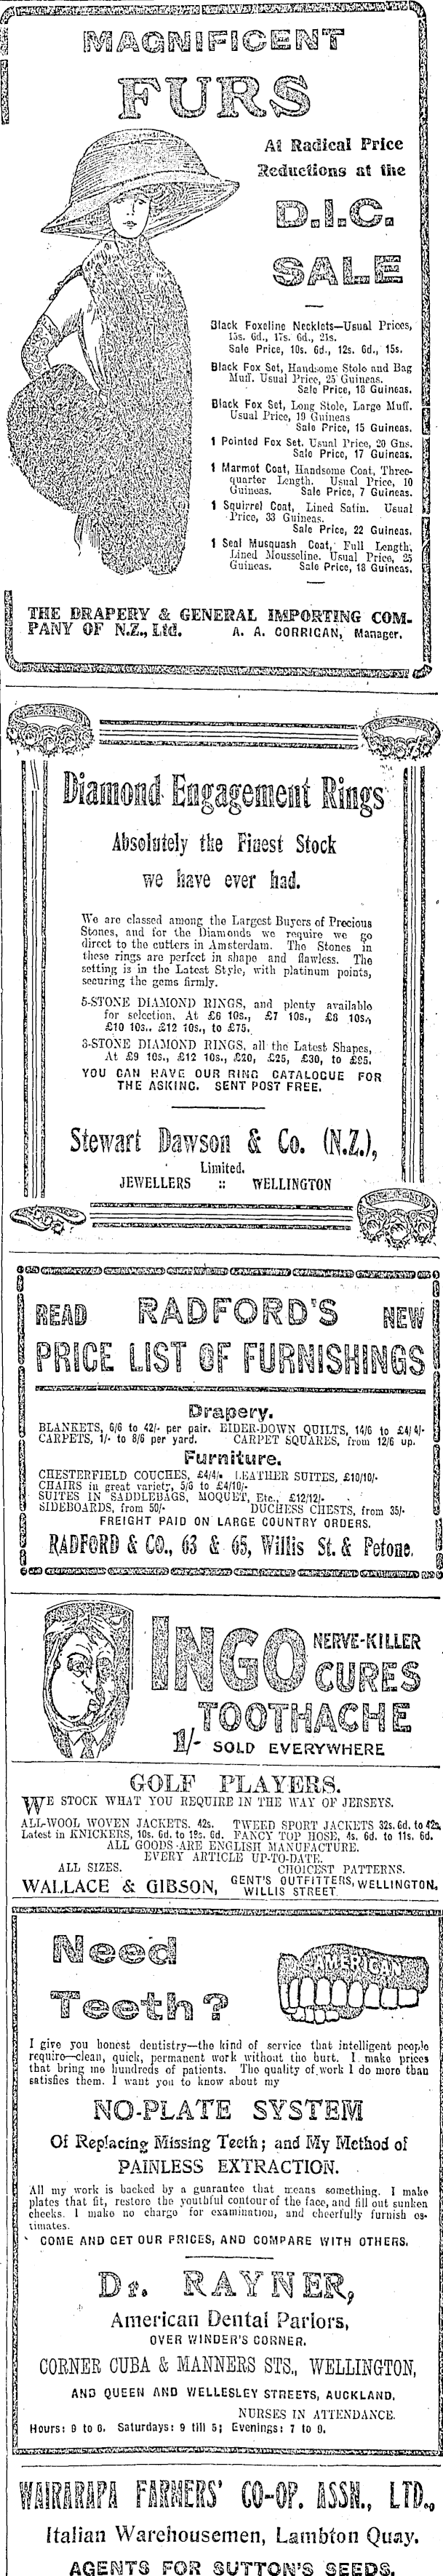 MAGNIFICENT
FURS
At Radical Price
Reductions at the
D.I.C.
SALE
Black Foxeline Necklets—Usual Prices,
15s. 6d., 17s. 6d., 21s.
Sale Price, 10s. 6d., 12s. 6d., 15s.
Black Fox Set, Handsome Stole and Bag
Muff. Usual Price, 25 Guineas.
Sale Price, 18 Guineas.
Black Fox Set, Long Stole, Large Muff.
Usual Price, 19 Guineas
Sale Price, 15 Guineas.
1 Pointed Fox Set. Usual Price, 20 Gns.
Sale Price, 17 Guineas.
1 Marmot Coat, Handsome Coat, Three-
quarter Length. Usual Price, 10
Guineas. Sale Price, 7 Guineas.
1 Squirrel Coat, Lined Satin. Usual
Price, 33 Guineas.
Sale Price, 22 Guineas.
1 Seal Musquash Coat, Full Length,
Lined Mousseline. Usual Price, 25
Guineas. Sale Price, 18 Guineas.
THE DRAPERY & GENERAL IMPORTING COM-
PANY OF N.Z., Ltd. A. A. CORRIGAN, Manager.
Diamond Engagement Rings
Absolutely the Finest Stock
we have ever had.
We are classed among the Largest Buyers of Precious
Stones, and for the Diamonds we require we go
direct to the cutters in Amsterdam. The Stones in
these rings are perfect in shape and flawless. The
setting is in the Latest Style, with platinum points,
securing the gems firmly.
5-STONE DIAMOND RINGS, and plenty available
for selection. At £6 10s., £7 10s., £8 10s.,
£10 10s., £12 10s., to £75.
3-STONE DIAMOND RINGS, all the Latest Shapes,
At £9 10s., £12 10s., £20, £25, £30, to £95.
YOU CAN HAVE OUR RING CATALOGUE FOR
THE ASKING. SENT POST FREE.
Stewart Dawson & Co. (N.Z.),
Limited.
JEWELLERS :: WELLINGTON
READ RADFORD'S NEW
PRICE LIST OF FURNISHINGS
Drapery.
BLANKETS, 6/6 to 42/- per pair. EIDER-DOWN QUILTS, 14/6 to £4/4/-
CARPETS, 1/- to 8/6 per yard. CARPET SQUARES, from 12/6 up.
Furniture.
CHESTERFIELD COUCHES, £4/4/-. LEATHER SUITES, £10/10/-
CHAIRS in great variety, 5/6 to £4/10/-
SUITES IN SADDLEBAGS, MOQUET, Etc., £12/12/-
SIDEBOARDS, from 50/- DUCHESS CHESTS, from 35/-
FREIGHT PAID ON LARGE COUNTRY ORDERS.
RADFORD & CO., 63 & 65, Willis St. & Petone.
INGO NERVE-KILLER
CURES
TOOTHACHE
1/- SOLD EVERYWHERE
GOLF PLAYERS.
WE STOCK WHAT YOU REQUIRE IN THE WAY OF JERSEYS.
ALL-WOOL WOVEN JACKETS. 42s. TWEED SPORT JACKETS 32s. 6d. to 42s.
Latest in KNICKERS, 10s. 6d. to 18s. 6d. FANCY TOP HOSE, 4s. 6d. to 11s. 6d.
ALL GOODS ARE ENGLISH MANUFACTURE.
EVERY ARTICLE UP-TO-DATE.
ALL SIZES. CHOICEST PATTERNS.
WALLACE & GIBSON, GENT'S OUTFITTERS, WILLIS STREET WELLINGTON.
Need
Teeth?
AMERICAN
I give you honest dentistry—the kind of service that intelligent people
require—clean, quick, permanent work without the hurt. I make prices
that bring me hundreds of patients. The quality of work I do more than
satisfies them. I want you to know about my
NO-PLATE SYSTEM
Of Replacing Missing Teeth; and My Method of
PAINLESS EXTRACTION.
All my work is backed by a guarantee that means something. I make
plates that fit, restore the youthful contour of the face, and fill out sunken
cheeks. I make no charge for examination, and cheerfully furnish es-
timates.
COME AND GET OUR PRICES, AND COMPARE WITH OTHERS.
Dr. RAYNER,
American Dental Parlors,
OVER WINDER'S CORNER.
CORNER CUBA & MANNERS STS., WELLINGTON,
AND QUEEN AND WELLESLEY STREETS, AUCKLAND.
NURSES IN ATTENDANCE.
Hours: 9 to 6. Saturdays: 9 till 5; Evenings: 7 to 9.
WAIRARAPA FARMERS' CO-OP. ASSN., LTD.,
Italian Warehousemen, Lambton Quay.
AGENTS FOR SUTTON'S SEEDS.